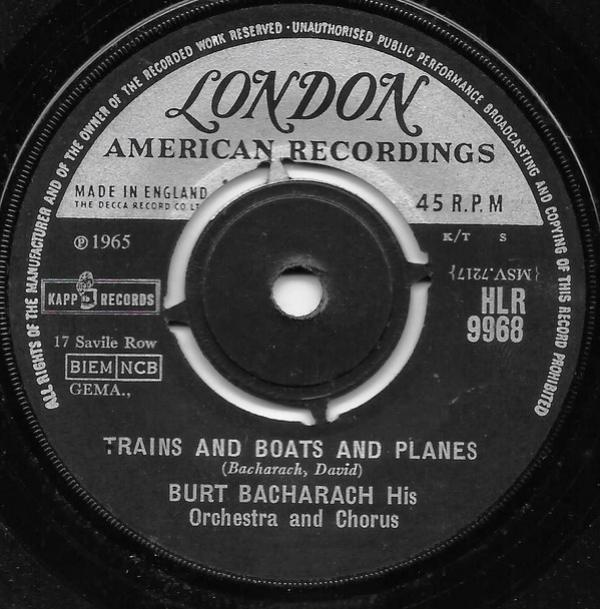 ALL RIGHTS OF THE MANUFACTURER AND OF THE OWNER OF THE RECORDED WORK RESERVED · UNAUTHORISED PUBLIC PERFORMANCE BROADCASTING AND COPYING OF THIS RECORD PROHIBITED
LONDON
AMERICAN RECORDINGS
MADE IN ENGLAND
THE DECCA RECORD CO LT
45 R.P.M
℗1965
K/T S
{MSV.7217}
KAPP RECORDS
HLR
9968
17 Savile Row
BIEM NCB
GEMA.,
TRAINS AND BOATS AND PLANES
(Bacharach, David)
BURT BACHARACH His
Orchestra and Chorus